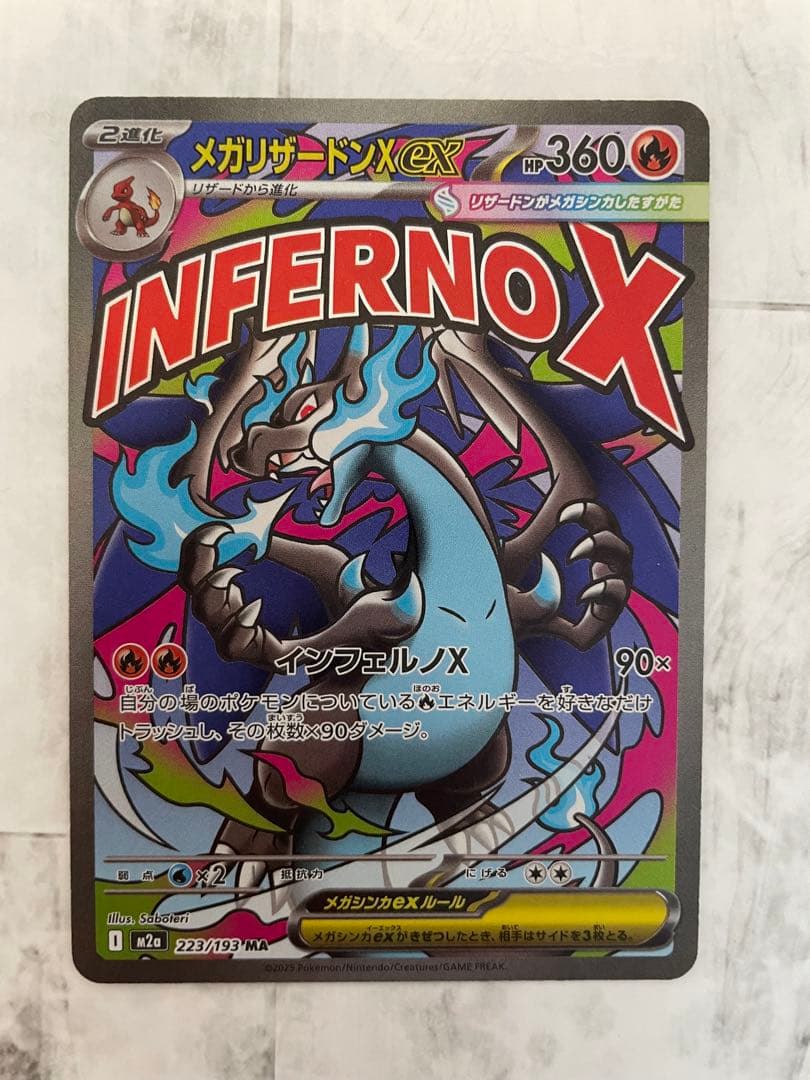 2進化
メガリザードンXex
HP360
リザードから進化
リザードンがメガシンカしたすがた
INFERNO X
インフェルノX 90×
自分の場のポケモンについているエネルギーを好きなだけ
トラッシュし、その枚数×90ダメージ。
弱点 ×2 抵抗力 にげる
メガシンカexルール
メガシンカexがきぜつしたとき、相手はサイドを3枚とる。
Illus. Saboteri
I m2a 223/193 MA
©2025 Pokémon/Nintendo/Creatures/GAME FREAK.